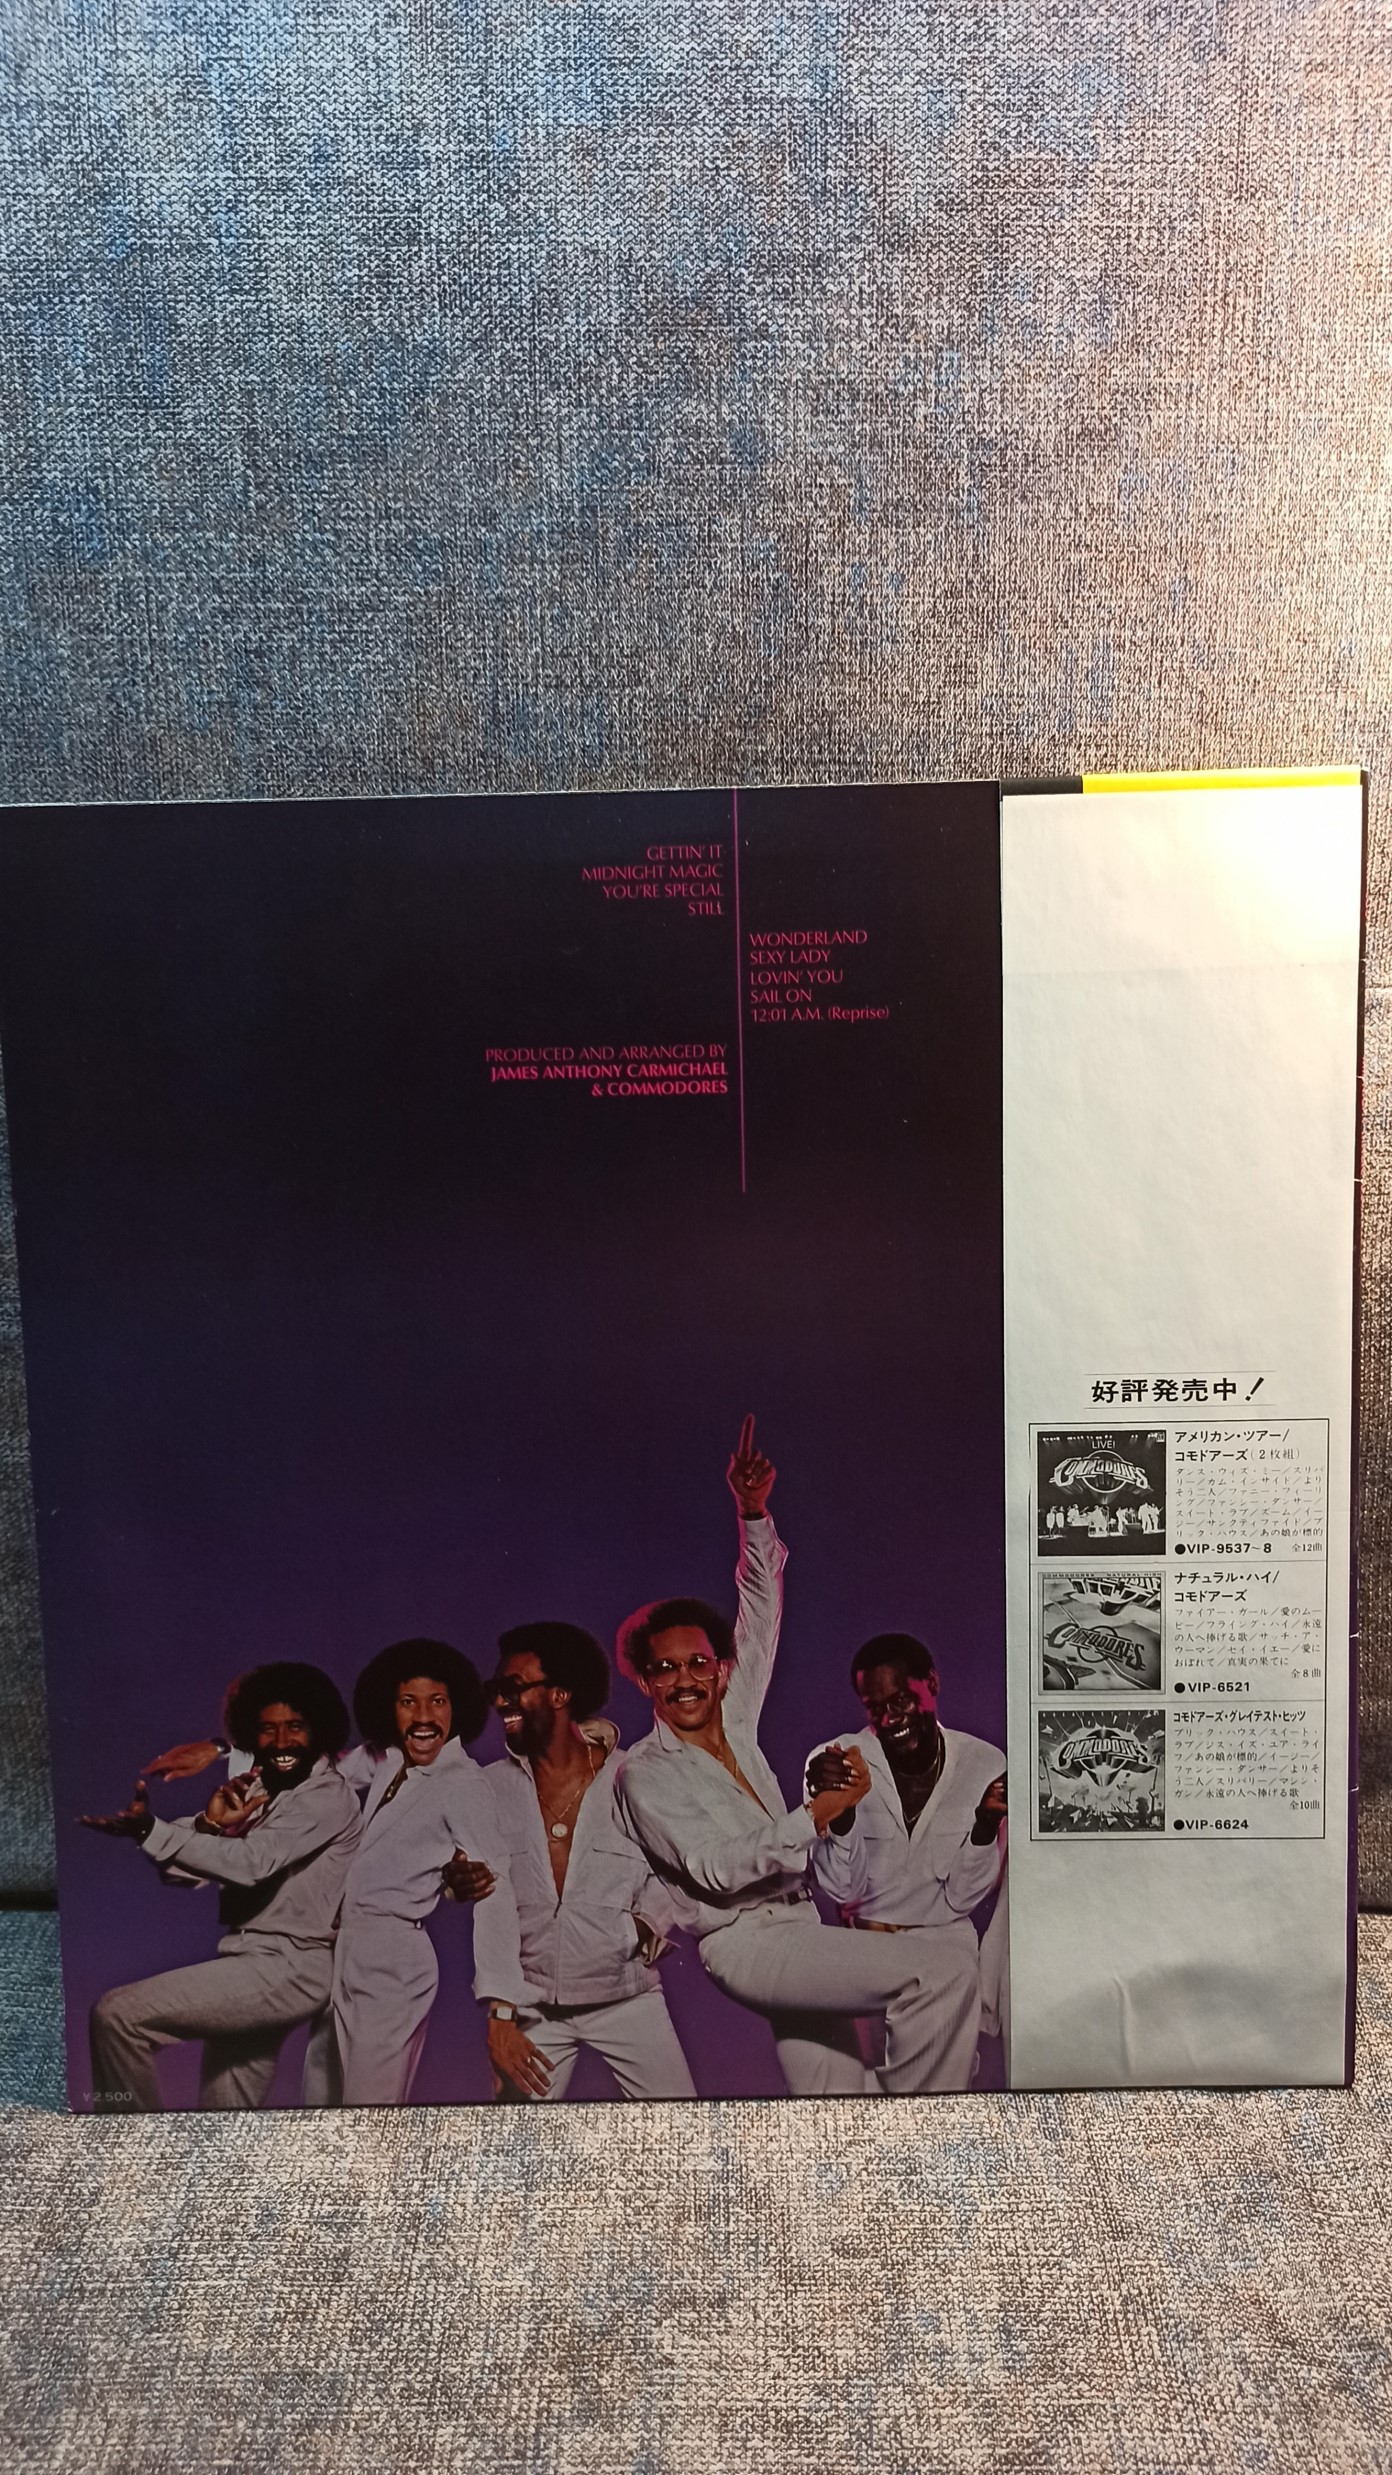 GETTIN' IT
MIDNIGHT MAGIC
YOU'RE SPECIAL
STILL
WONDERLAND
SEXY LADY
LOVIN' YOU
SAIL ON
12:01 A.M. (Reprise)
PRODUCED AND ARRANGED BY
JAMES ANTHONY CARMICHAEL
& COMMODORES
¥2,500
好評発売中!
LIVE!
COMMODORES
アメリカン・ツアー/
コモドアーズ(2枚組)
ダンス・ウィズ・ミー/スリパ
リー/カム・インサイド/より
そう二人/ファニー・フィーリ
ング/ファンシー・ダンサー/
スイート・ラブ/ズーム/イー
ジー/サンクティファイド/ブ
リック・ハウス/あの娘が標的
●VIP-9537~8 全12曲
COMMODORES NATURAL HIGH
COMMODORES
ナチュラル・ハイ/
コモドアーズ
ファイアー・ガール/愛のムー
ビー/フライング・ハイ/永遠
の人へ捧げる歌/サッチ・ア・
ウーマン/セイ・イエー/愛に
おぼれて/真実の果てに
全8曲
●VIP-6521
COMMODORES
コモドアーズ・グレイテスト・ヒッツ
ブリック・ハウス/スイート・
ラブ/ジス・イズ・ユア・ライ
フ/あの娘が標的/イージー/
ファンシー・ダンサー/よりそ
う二人/スリパリー/マシン・
ガン/永遠の人へ捧げる歌
全10曲
●VIP-6624